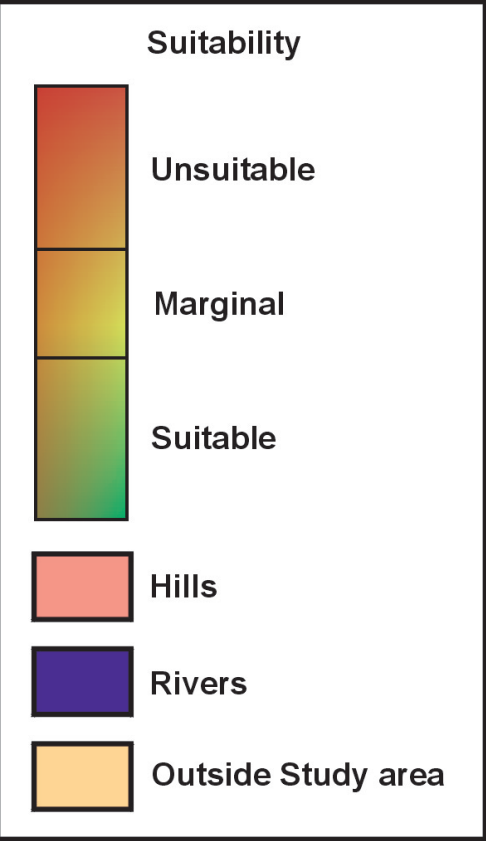 Suitability
Unsuitable
Marginal
Suitable
Hills
Rivers
Outside Study area